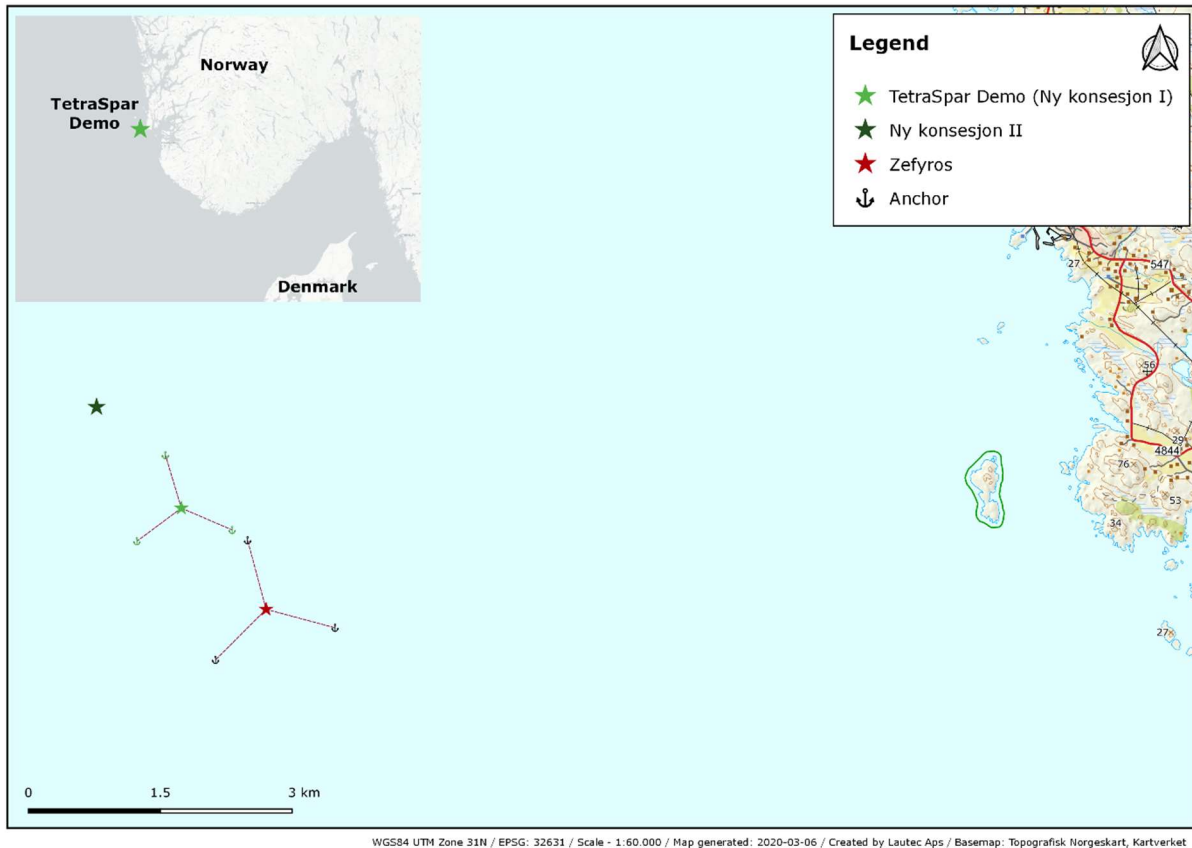 Norway
TetraSpar
Demo
Denmark
Legend
TetraSpar Demo (Ny konsesjon I)
Ny konsesjon II
Zefyros
Anchor
27
547
56
29
4844
76
53
34
27
0 1.5 3 km
WGS84 UTM Zone 31N / EPSG: 32631 / Scale - 1:60.000 / Map generated: 2020-03-06 / Created by Lautec Aps / Basemap: Topografisk Norgeskart, Kartverket